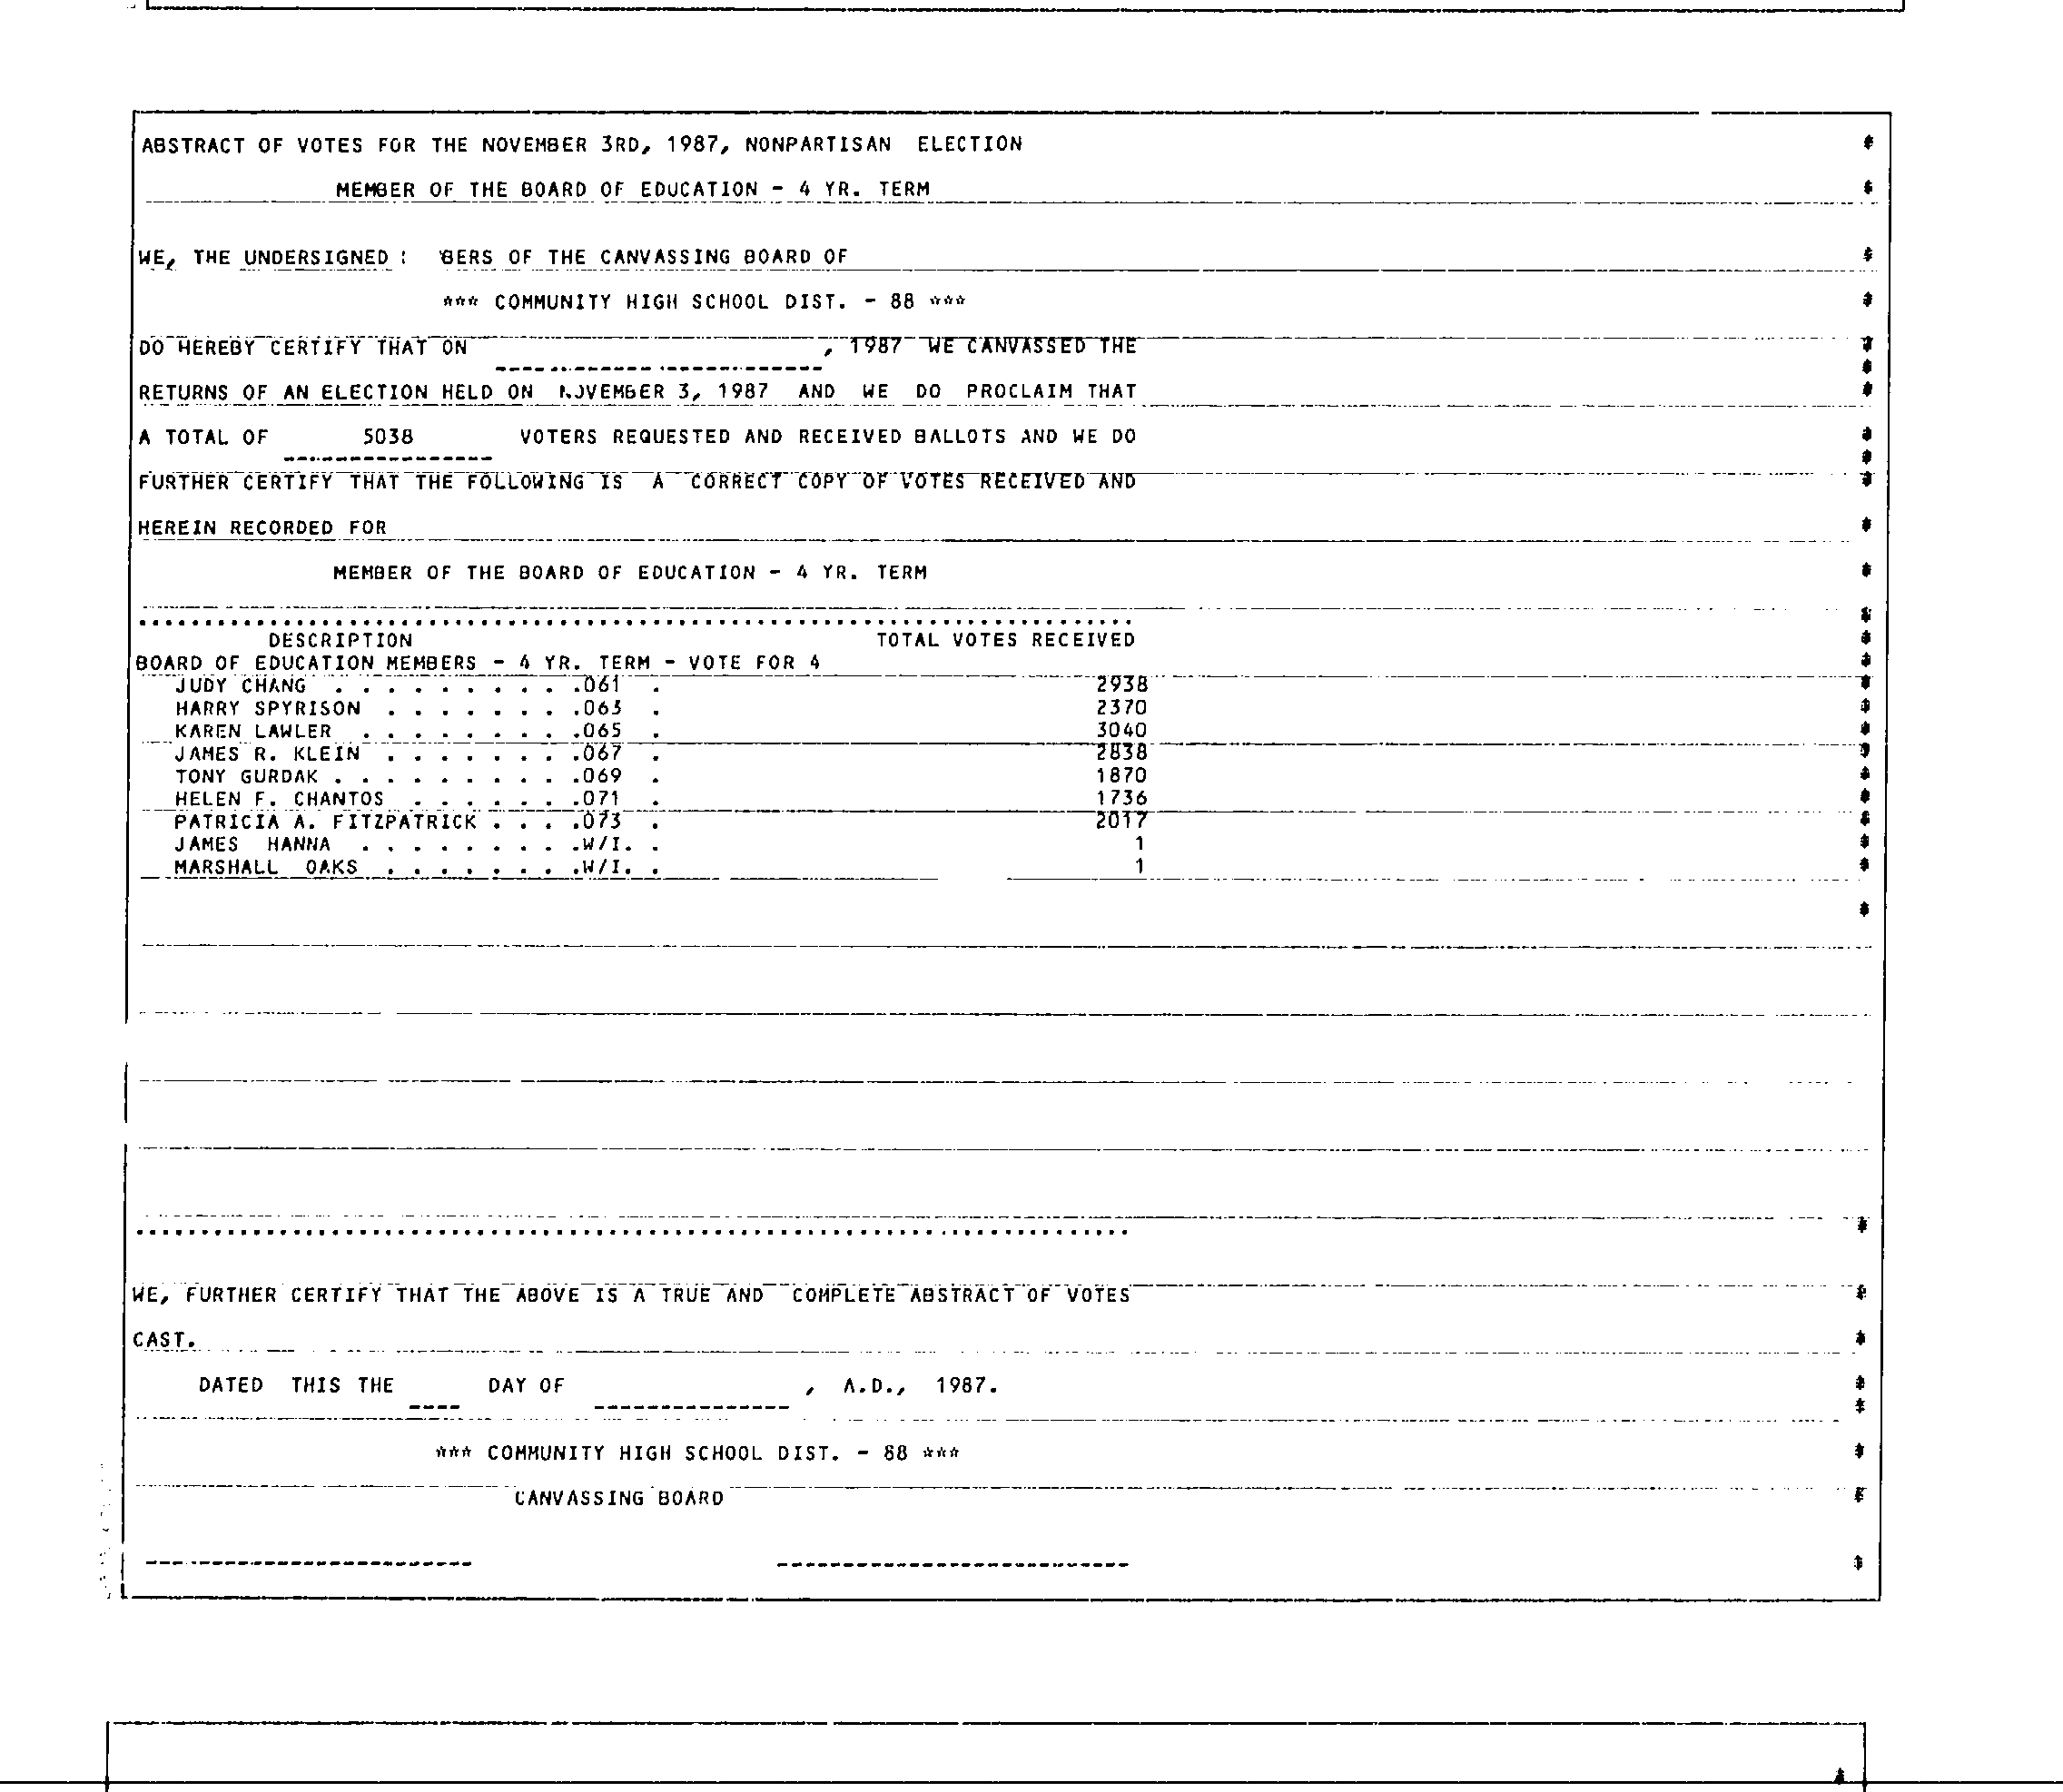 ABSTRACT OF VOTES FOR THE NOVEMBER 3RD, 1987, NONPARTISAN ELECTION
MEMBER OF THE BOARD OF EDUCATION - 4 YR. TERM
WE, THE UNDERSIGNED BERS OF THE CANVASSING BOARD OF
*** COMMUNITY HIGH SCHOOL DIST. - 88 ***
DO HEREBY CERTIFY THAT ON , 1987 WE CANVASSED THE
RETURNS OF AN ELECTION HELD ON NOVEMBER 3, 1987 AND WE DO PROCLAIM THAT
A TOTAL OF 5038 VOTERS REQUESTED AND RECEIVED BALLOTS AND WE DO
FURTHER CERTIFY THAT THE FOLLOWING IS A CORRECT COPY OF VOTES RECEIVED AND
HEREIN RECORDED FOR
MEMBER OF THE BOARD OF EDUCATION - 4 YR. TERM
DESCRIPTION TOTAL VOTES RECEIVED
BOARD OF EDUCATION MEMBERS - 4 YR. TERM - VOTE FOR 4
JUDY CHANG . . . . . . . . . .061 . 2938
HARRY SPYRISON . . . . . . . .063 . 2370
KAREN LAWLER . . . . . . . . .065 . 3040
JAMES R. KLEIN . . . . . . . .067 . 2838
TONY GURDAK . . . . . . . . . .069 . 1870
HELEN F. CHANTOS . . . . . . .071 . 1736
PATRICIA A. FITZPATRICK . . . .073 . 2017
JAMES HANNA . . . . . . . . .W/I. . 1
MARSHALL OAKS . . . . . . . .W/I. . 1
WE, FURTHER CERTIFY THAT THE ABOVE IS A TRUE AND COMPLETE ABSTRACT OF VOTES
CAST.
DATED THIS THE DAY OF , A.D., 1987.
*** COMMUNITY HIGH SCHOOL DIST. - 88 ***
CANVASSING BOARD